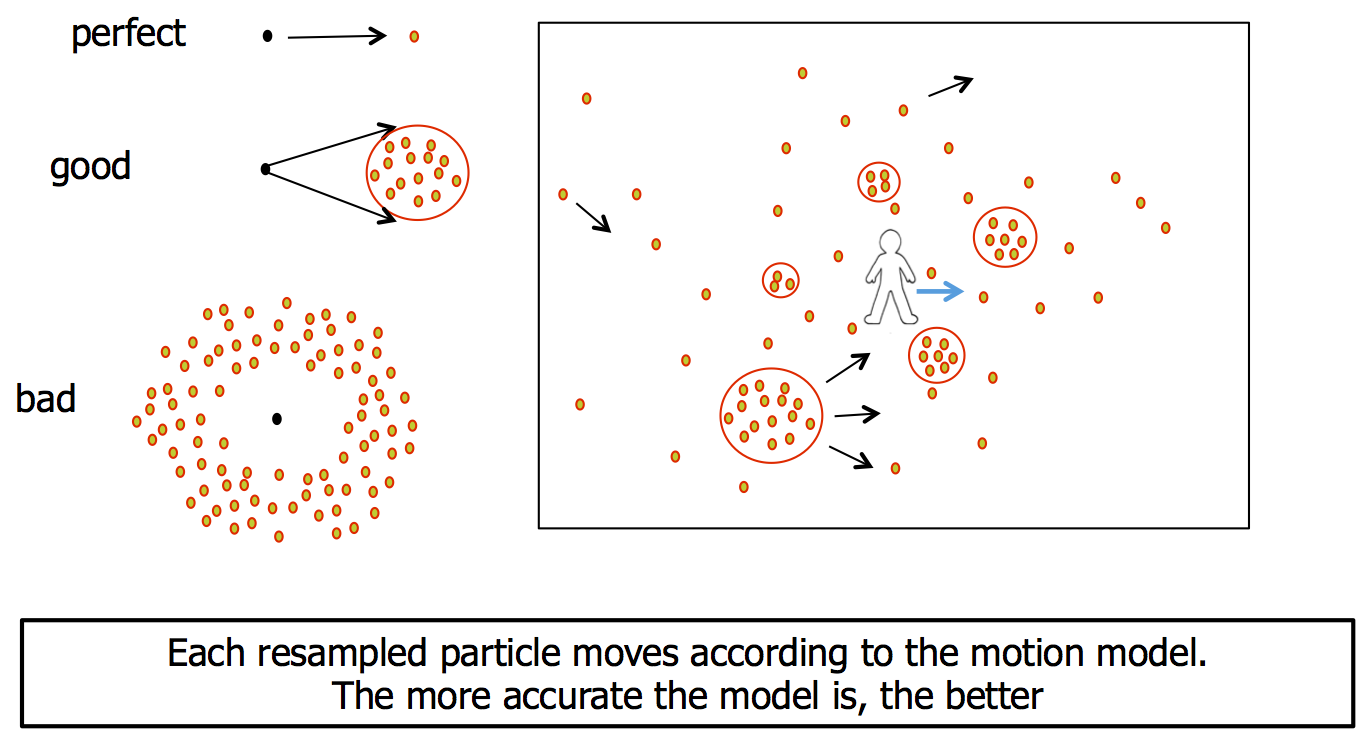 perfect
good
bad
Each resampled particle moves according to the motion model.
The more accurate the model is, the better